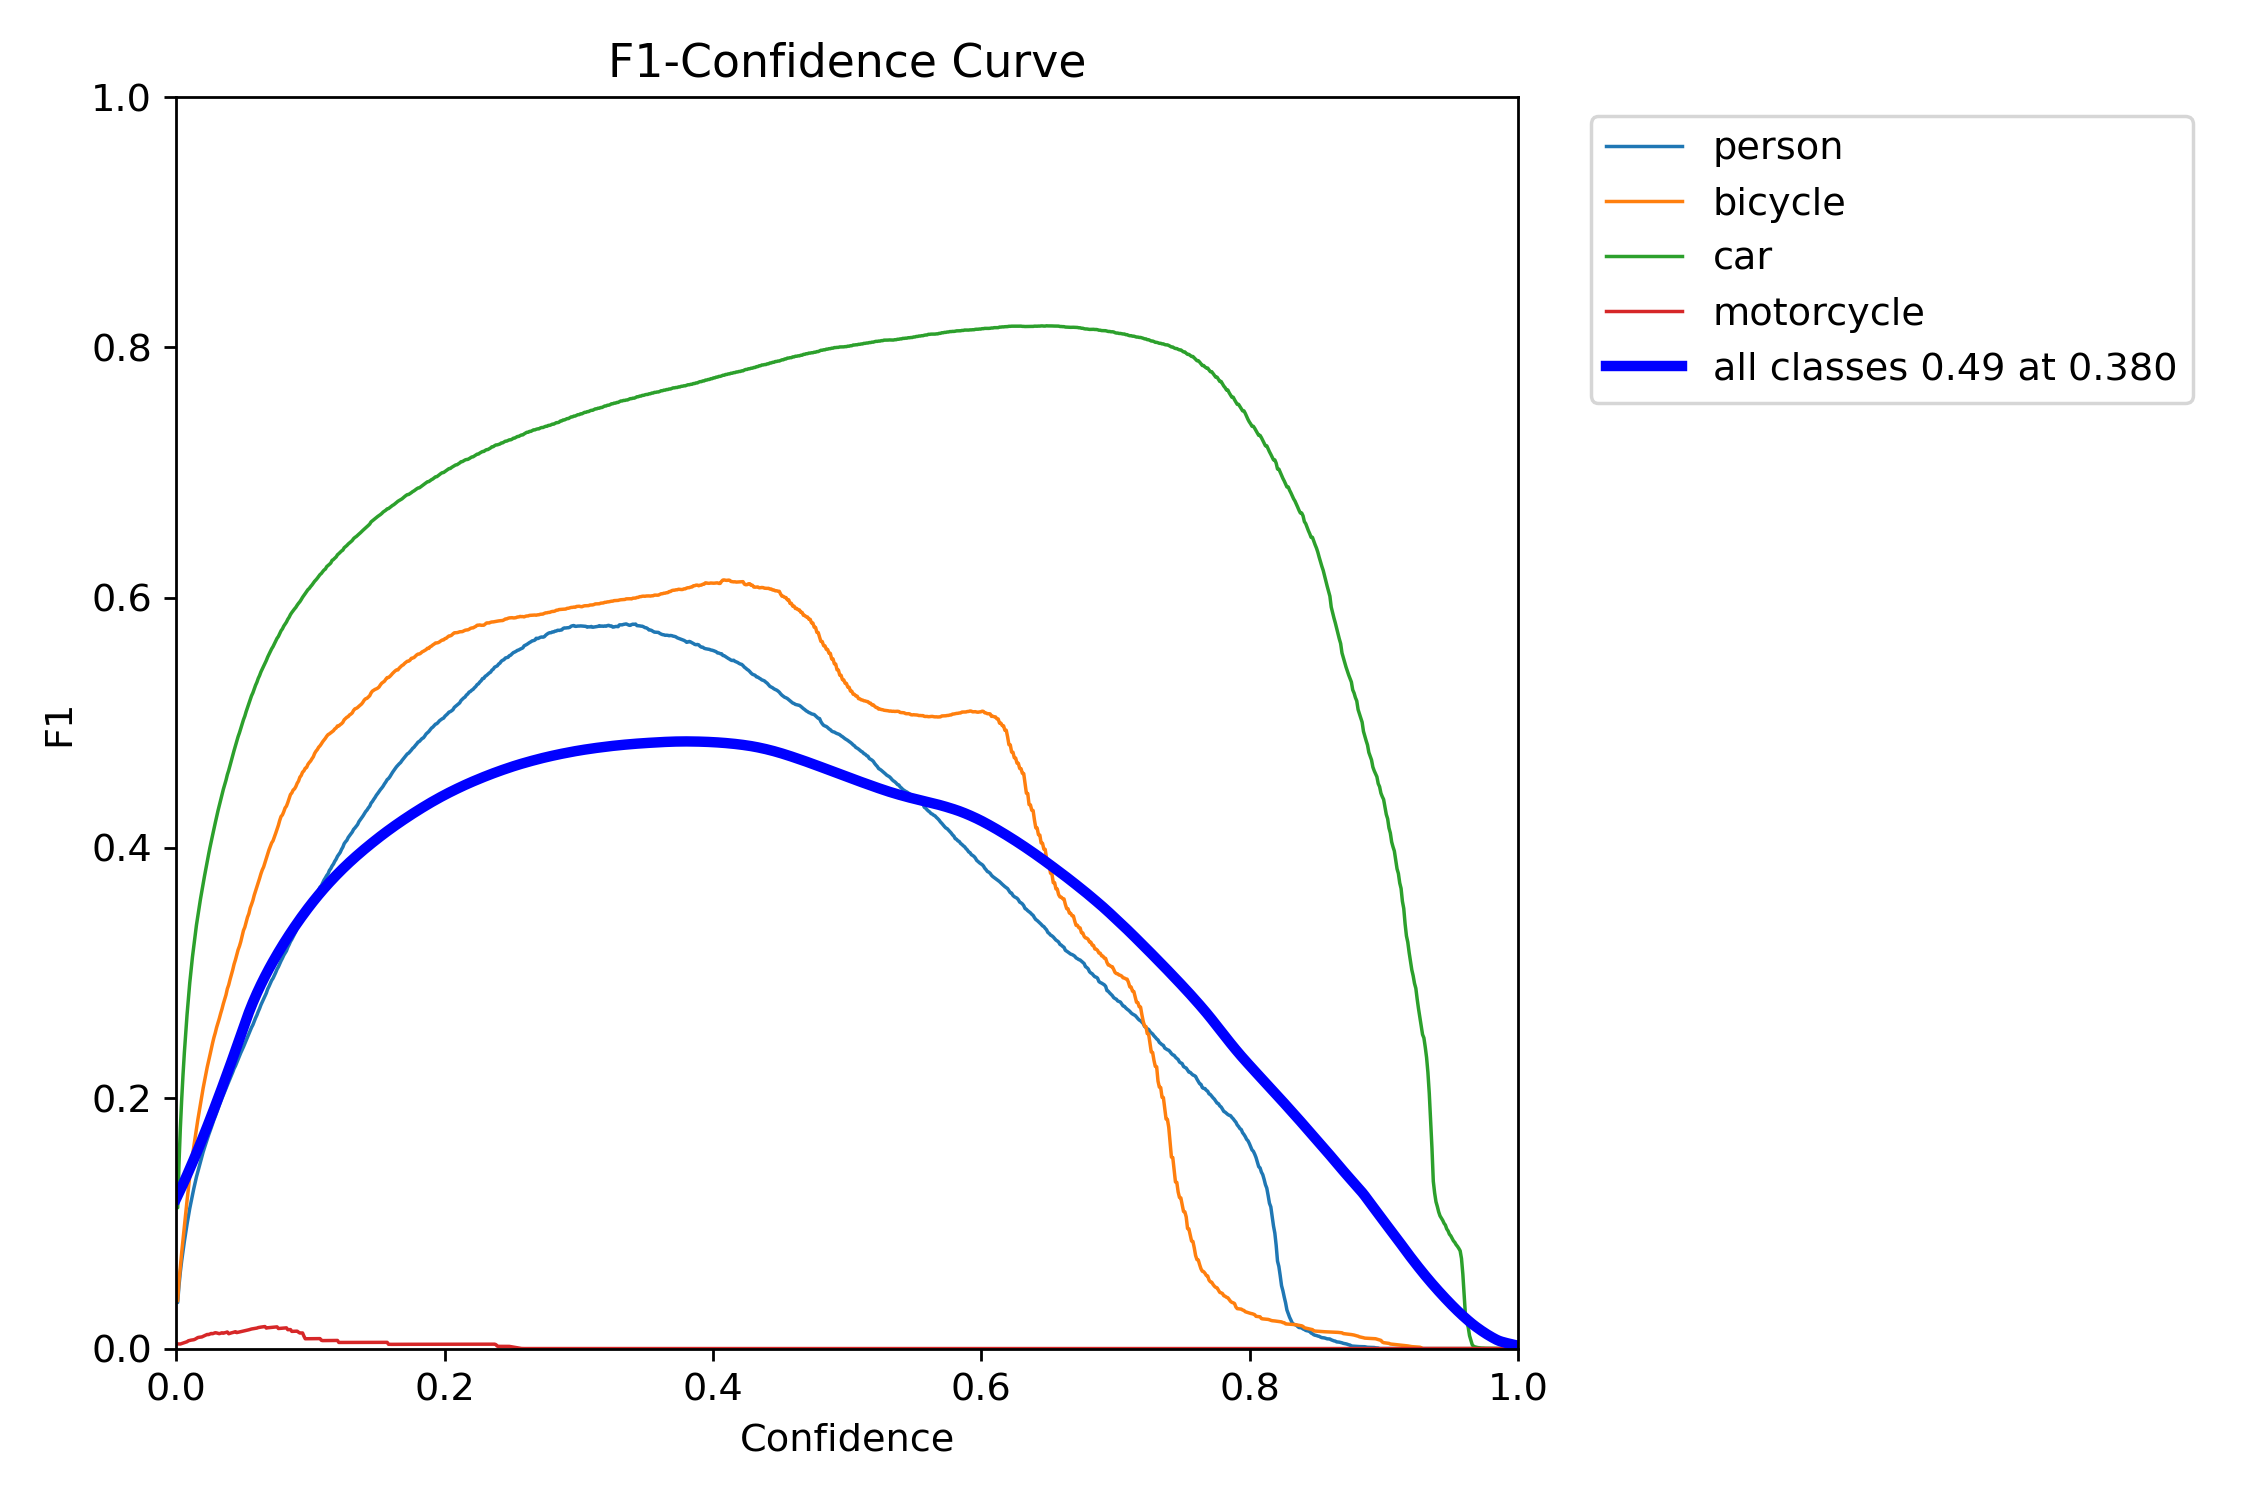 F1-Confidence Curve
1.0
0.8
0.6
0.4
0.2
0.0
F1
0.0 0.2 0.4 0.6 0.8 1.0
Confidence
person
bicycle
car
motorcycle
all classes 0.49 at 0.380